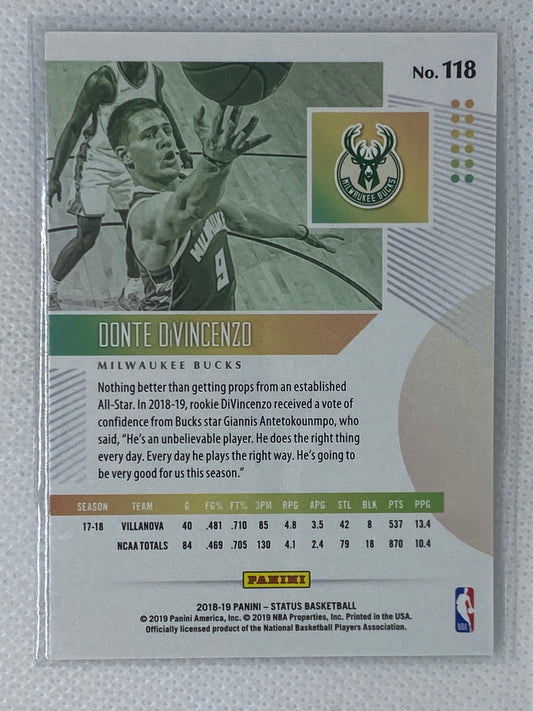 No. 118
MILWAUKEE BUCKS
MILWAUKEE
9
DONTE DiVINCENZO
MILWAUKEE BUCKS
Nothing better than getting props from an established
All-Star. In 2018-19, rookie DiVincenzo received a vote of
confidence from Bucks star Giannis Antetokounmpo, who
said, “He’s an unbelievable player. He does the right thing
every day. Every day he plays the right way. He’s going to
be very good for us this season.”
SEASON TEAM G FG% FT% 3PM RPG APG STL BLK PTS PPG
17-18 VILLANOVA 40 .481 .710 85 4.8 3.5 42 8 537 13.4
NCAA TOTALS 84 .469 .705 130 4.1 2.4 79 18 870 10.4
PANINI
2018-19 PANINI – STATUS BASKETBALL
© 2019 Panini America, Inc. © 2019 NBA Properties, Inc. Printed in the USA.
Officially licensed product of the National Basketball Players Association.
NBA